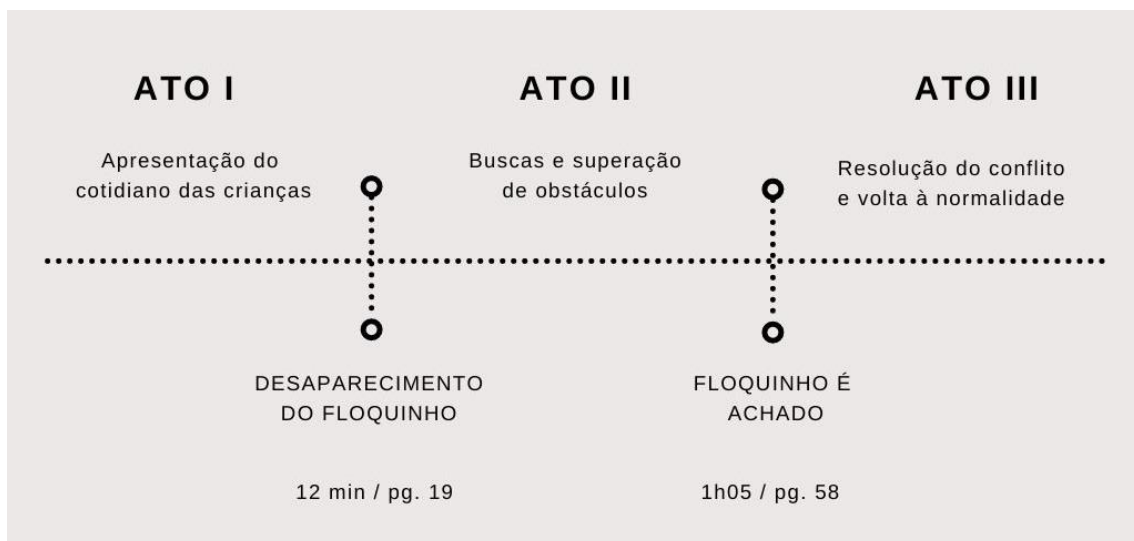 ATO I
Apresentação do
cotidiano das crianças
ATO II
Buscas e superação
de obstáculos
ATO III
Resolução do conflito
e volta à normalidade
DESAPARECIMENTO
DO FLOQUINHO
12 min / pg. 19
FLOQUINHO É
ACHADO
1h05 / pg. 58